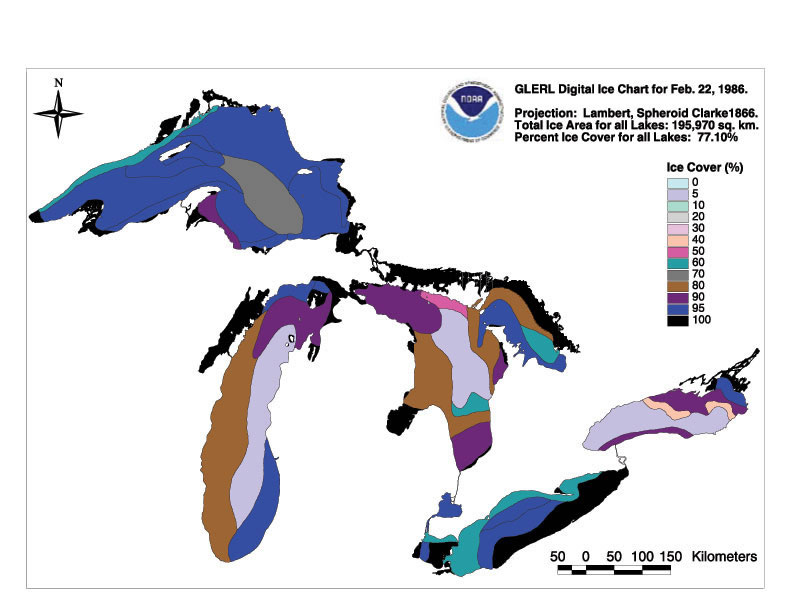 N
GLERL Digital Ice Chart for Feb. 22, 1986.
NOAA
Projection: Lambert, Spheroid Clarke1866.
Total Ice Area for all Lakes: 195,970 sq. km.
Percent Ice Cover for all Lakes: 77.10%
Ice Cover (%)
0
5
10
20
30
40
50
60
70
80
90
95
100
50 0 50 100 150 Kilometers